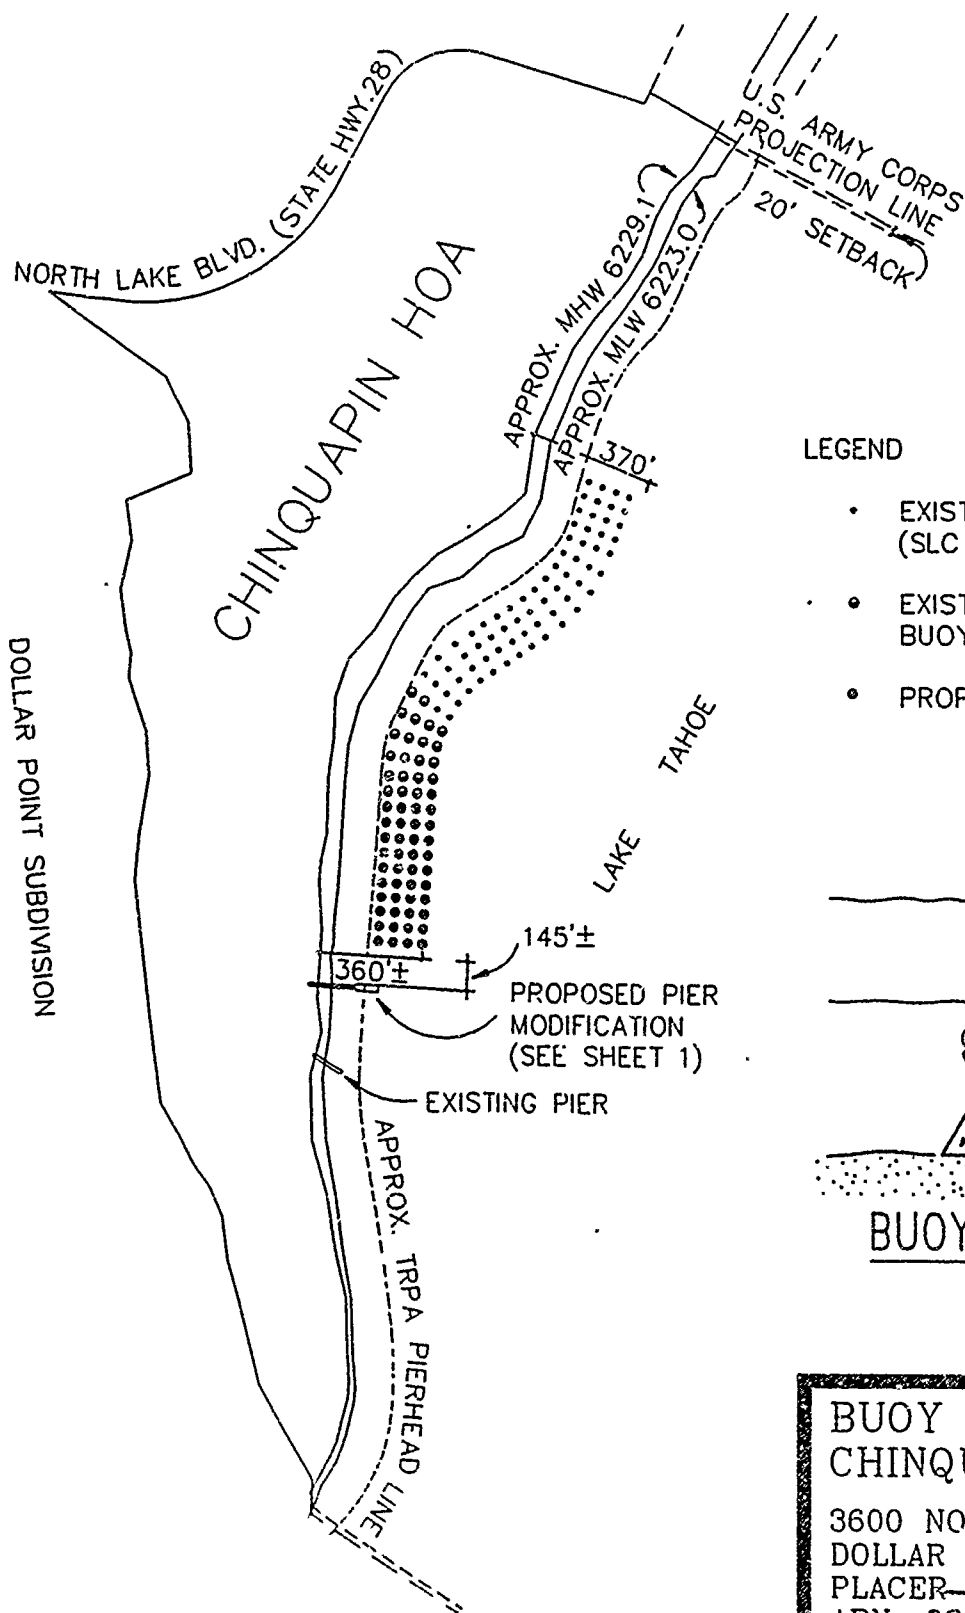 U.S. ARMY CORPS
PROJECTION LINE
20' SETBACK
NORTH LAKE BLVD. (STATE HWY.28)
CHINQUAPIN HOA
APPROX. MHW 6229.1
APPROX. MLW 6223.0
370'
LEGEND
EXIST
(SLC
EXIST
BUOY
PROP
DOLLAR POINT SUBDIVISION
LAKE TAHOE
145'±
360'±
PROPOSED PIER
MODIFICATION
(SEE SHEET 1)
EXISTING PIER
APPROX. TRPA PIERHEAD LINE
BUOY
BUOY
CHINQU
3600 NO
DOLLAR
PLACER—